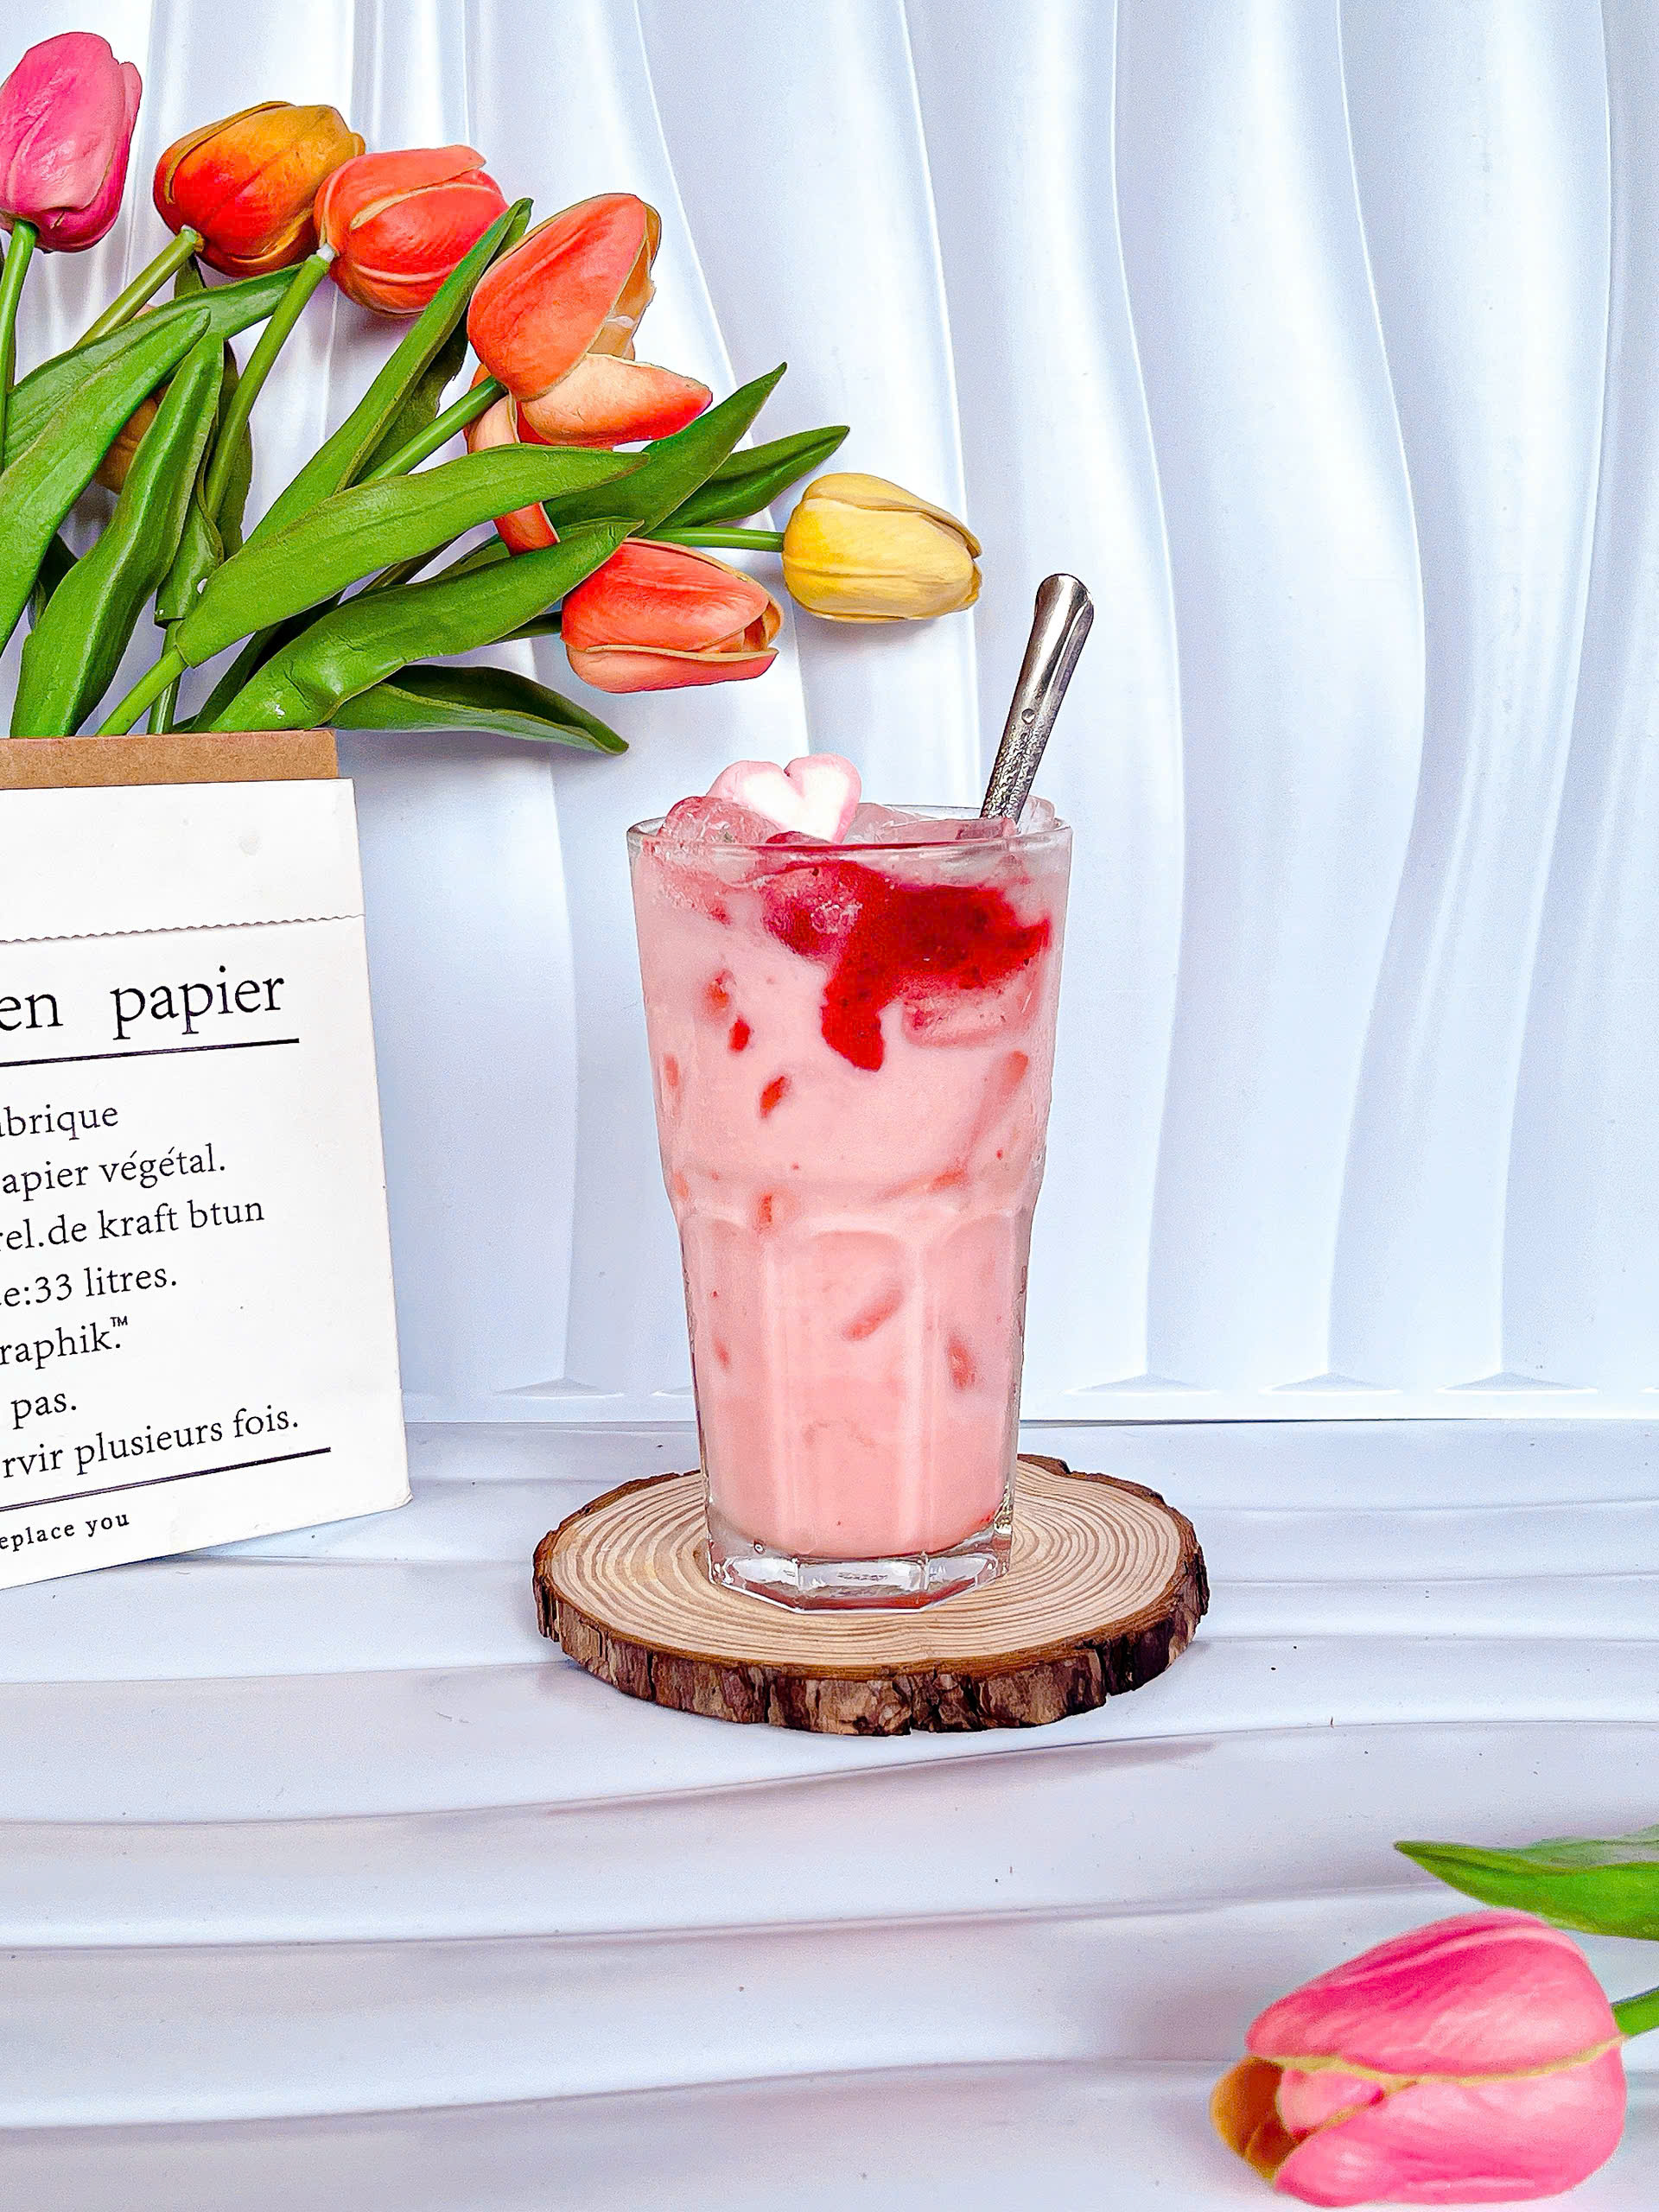 en papier
brique
apier végétal.
rel.de kraft btun
e:33 litres.
raphik.™
pas.
rvir plusieurs fois.
eplace you